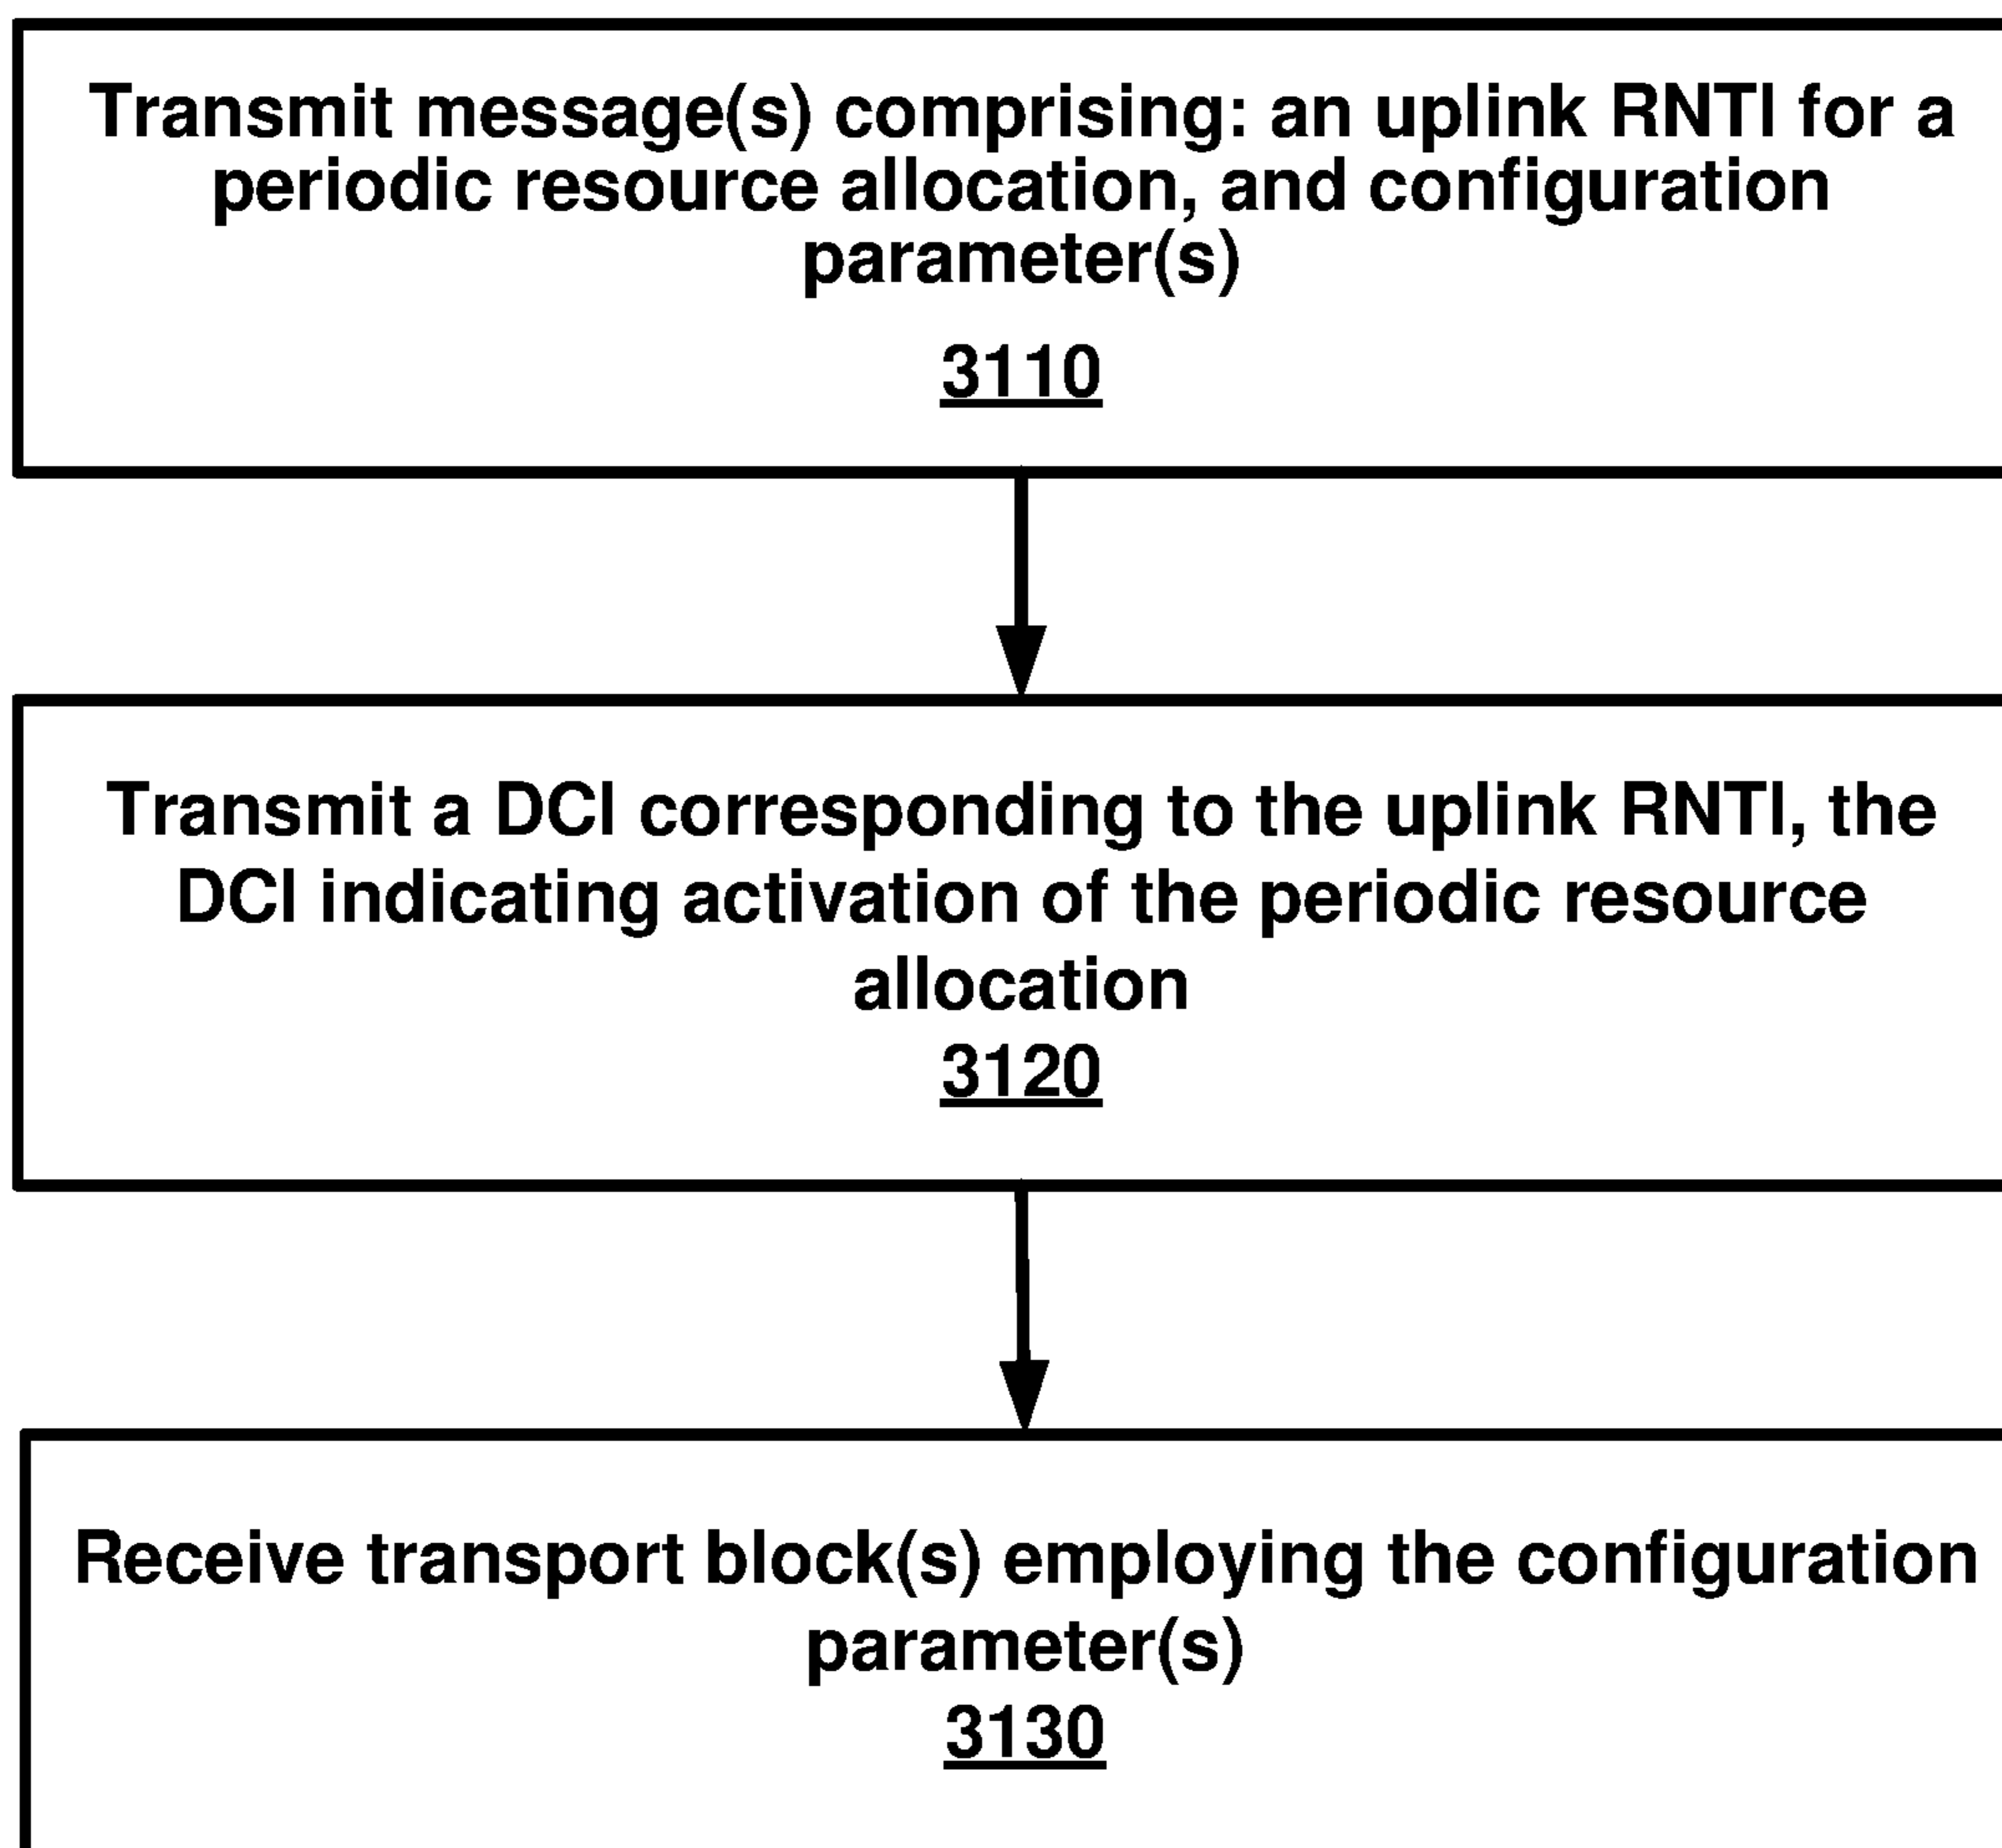 Transmit message(s) comprising: an uplink RNTI for a
periodic resource allocation, and configuration
parameter(s)
3110
Transmit a DCI corresponding to the uplink RNTI, the
DCI indicating activation of the periodic resource
allocation
3120
Receive transport block(s) employing the configuration
parameter(s)
3130